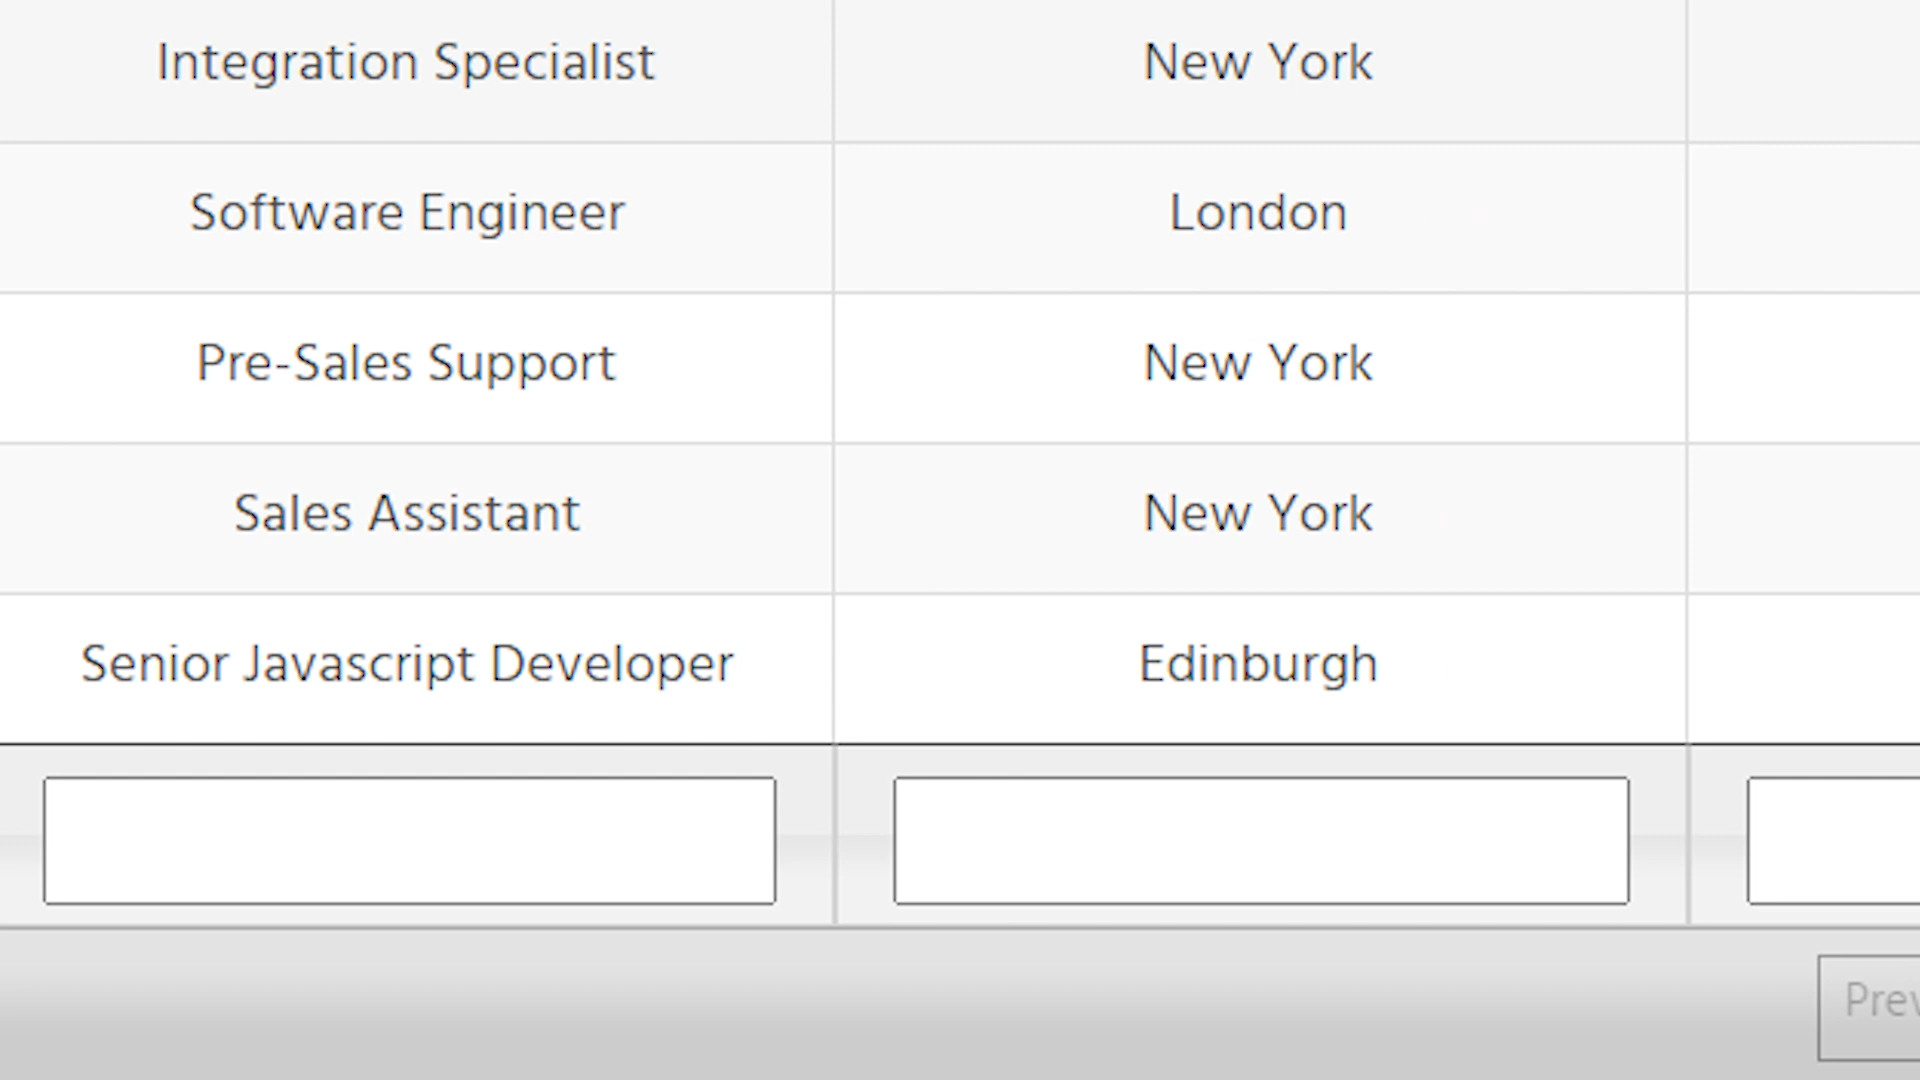 Integration Specialist New York
Software Engineer London
Pre-Sales Support New York
Sales Assistant New York
Senior Javascript Developer Edinburgh
Prev